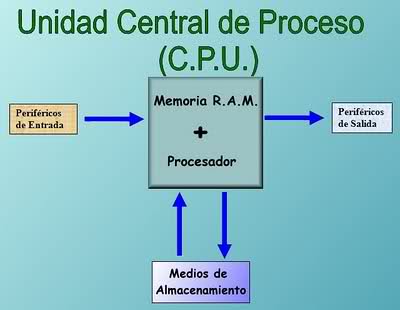 Unidad Central de Proceso
(C.P.U.)
Memoria R.A.M.
+
Procesador
Periféricos
de Entrada
Periféricos
de Salida
Medios de
Almacenamiento